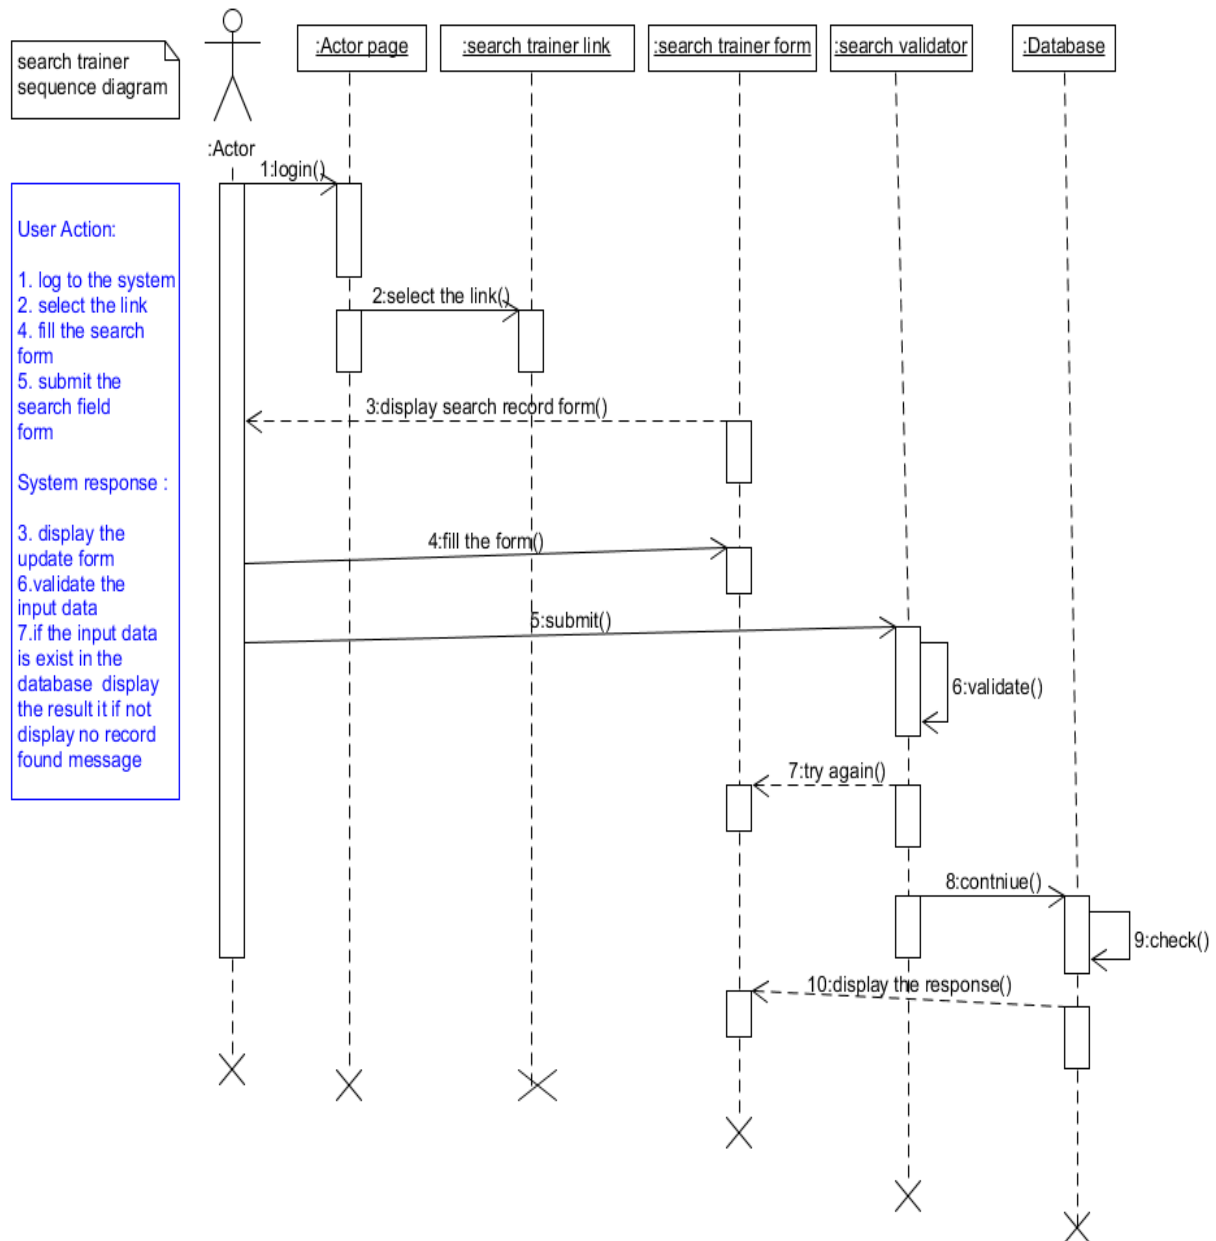 search trainer
sequence diagram
:Actor
:Actor page
:search trainer link
:search trainer form
:search validator
:Database
1:login()
2:select the link()
3:display search record form()
4:fill the form()
5:submit()
6:validate()
7:try again()
8:contniue()
9:check()
10:display the response()
User Action:
1. log to the system
2. select the link
4. fill the search
form
5. submit the
search field
form
System response :
3. display the
update form
6.validate the
input data
7.if the input data
is exist in the
database  display
the result it if not
display no record
found message